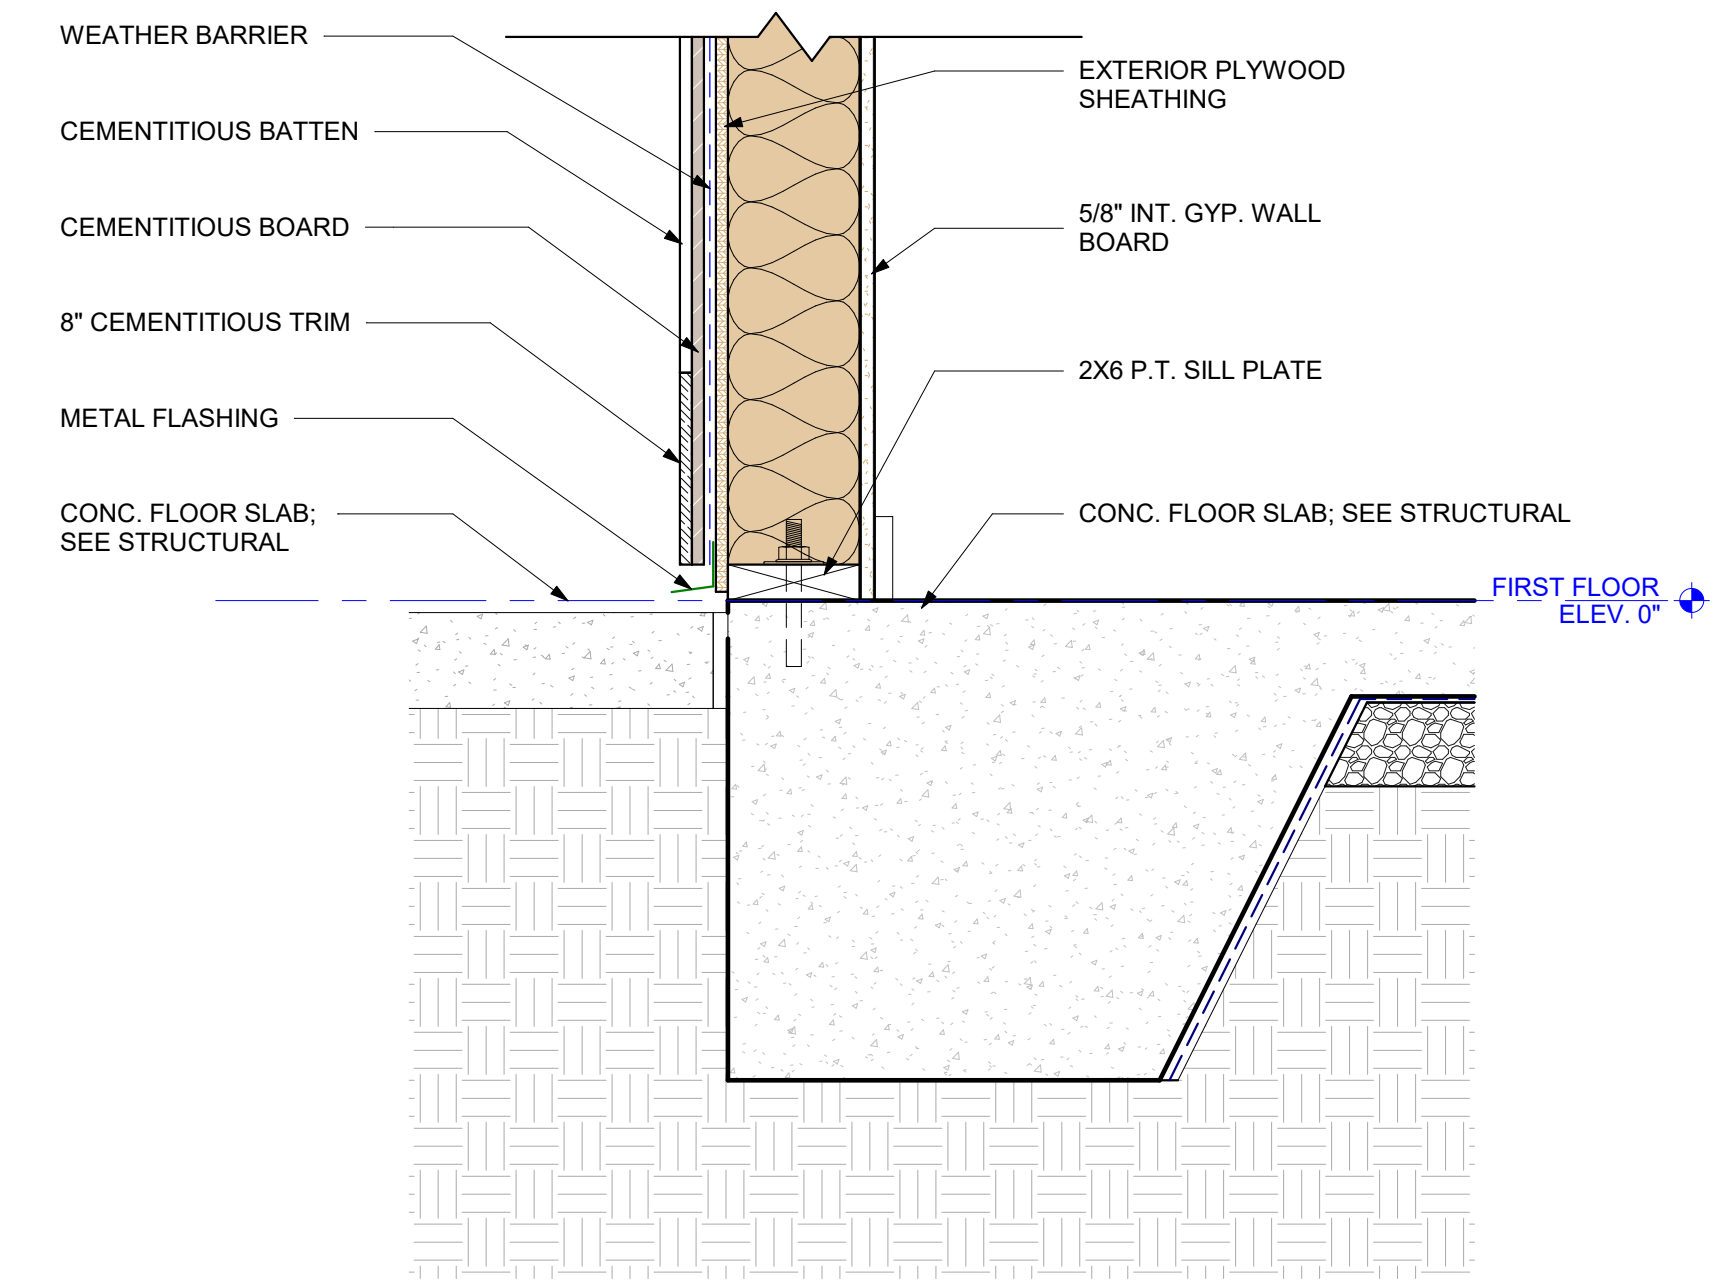 WEATHER BARRIER
CEMENTITIOUS BATTEN
CEMENTITIOUS BOARD
8" CEMENTITIOUS TRIM
METAL FLASHING
CONC. FLOOR SLAB;
SEE STRUCTURAL
EXTERIOR PLYWOOD
SHEATHING
5/8" INT. GYP. WALL
BOARD
2X6 P.T. SILL PLATE
CONC. FLOOR SLAB; SEE STRUCTURAL
FIRST FLOOR
ELEV. 0"